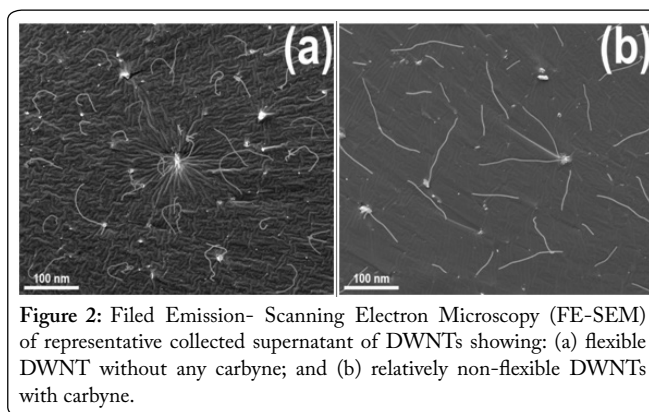 (a)
(b)
100 nm
100 nm
Figure 2: Filed Emission- Scanning Electron Microscopy (FE-SEM)
of representative collected supernatant of DWNTs showing: (a) flexible
DWNT without any carbyne; and (b) relatively non-flexible DWNTs
with carbyne.